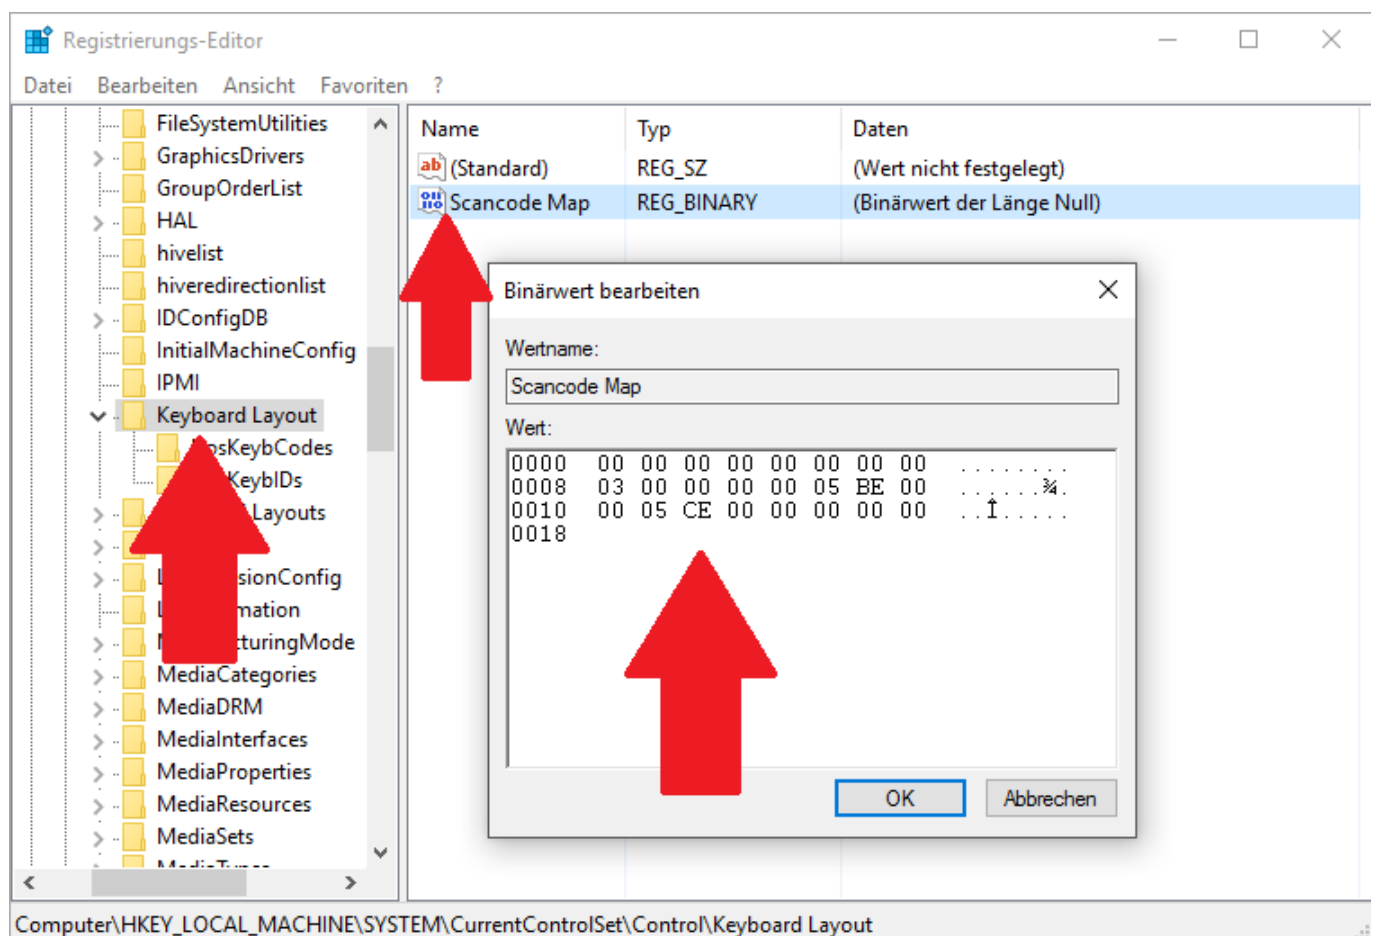 Registrierungs-Editor
Datei Bearbeiten Ansicht Favoriten ?
FileSystemUtilities
GraphicsDrivers
GroupOrderList
HAL
hivelist
hiveredirectionlist
IDConfigDB
InitialMachineConfig
IPMI
Keyboard Layout
KeybIDs
Layouts
MediaCategories
MediaDRM
MediaInterfaces
MediaProperties
MediaResources
MediaSets
Name Typ Daten
(Standard) REG_SZ (Wert nicht festgelegt)
Scancode Map REG_BINARY (Binärwert der Länge Null)
Binärwert bearbeiten
Wertname:
Scancode Map
Wert:
0000 00 00 00 00 00 00 00 00 ........
0008 03 00 00 00 00 05 BE 00 ......¾.
0010 00 05 CE 00 00 00 00 00 ..Î.....
0018
OK Abbrechen
Computer\HKEY_LOCAL_MACHINE\SYSTEM\CurrentControlSet\Control\Keyboard Layout